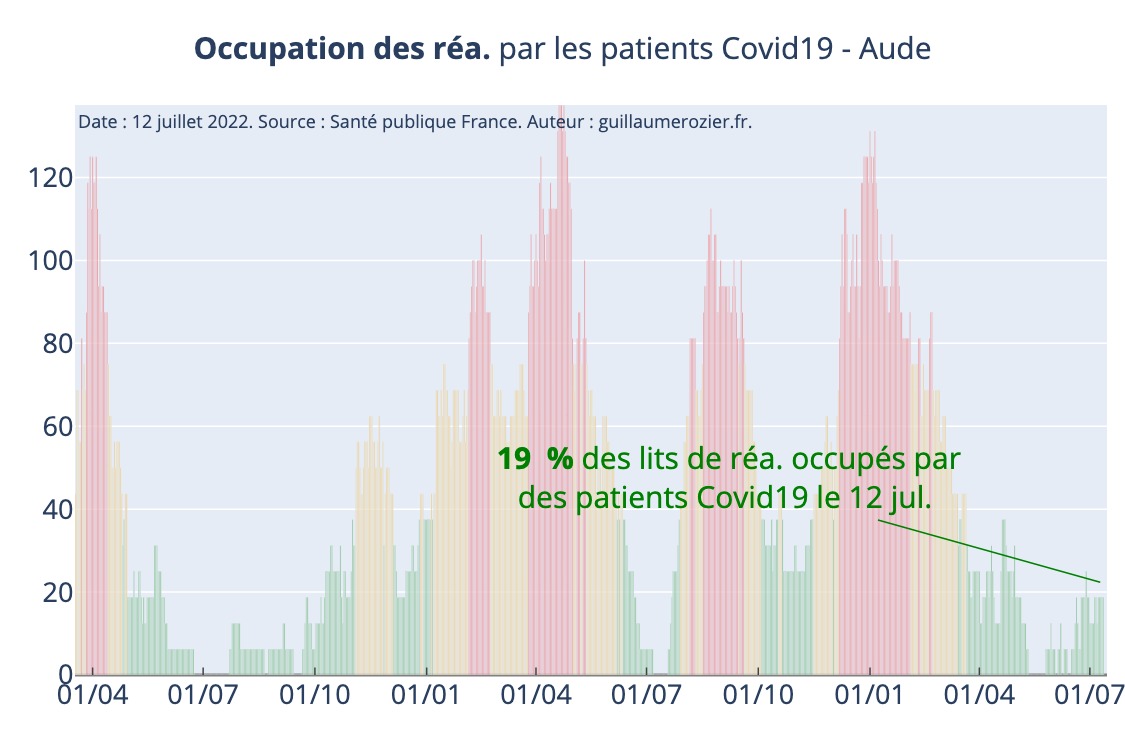 Occupation des réa. par les patients Covid19 - Aude
Date : 12 juillet 2022. Source : Santé publique France. Auteur : guillaumerozier.fr.
120
100
80
60
40
20
0
19  % des lits de réa. occupés par
des patients Covid19 le 12 jul.
01/04 01/07 01/10 01/01 01/04 01/07 01/10 01/01 01/04 01/07